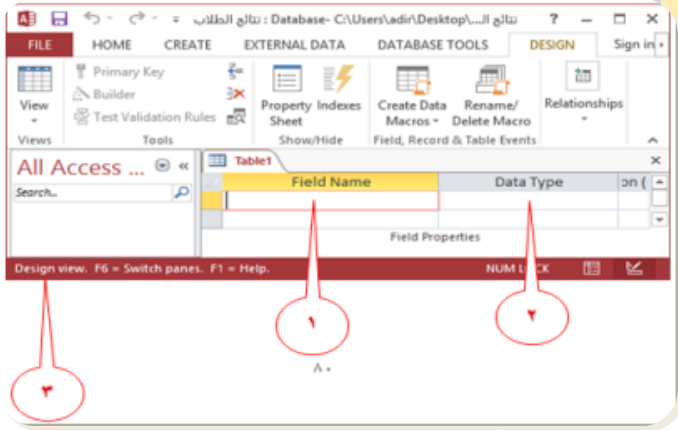 نتائج الطلاب : Database- C:\Users\adir\Desktop\نتائج ال... ? – □ ×
FILE HOME CREATE EXTERNAL DATA DATABASE TOOLS DESIGN Sign in
View
Views
Primary Key
Builder
Test Validation Rules
Tools
Property Sheet
Indexes
Show/Hide
Create Data Macros
Rename/ Delete Macro
Field, Record & Table Events
Relationships
All Access ... «
Search...
Table1 ×
Field Name Data Type on (
Field Properties
Design view. F6 = Switch panes. F1 = Help. NUM LOCK
١
٢
٨٠
٣